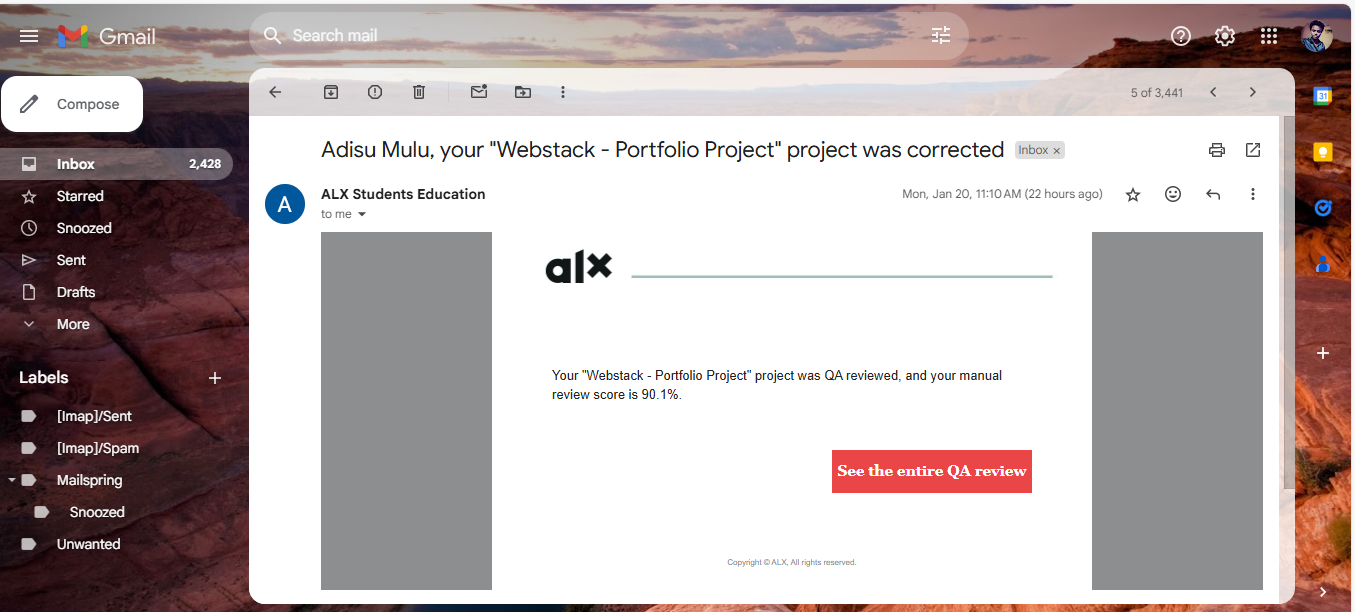 Gmail
Search mail
Compose
5 of 3,441
Inbox 2,428
Starred
Snoozed
Sent
Drafts
More
Labels
[Imap]/Sent
[Imap]/Spam
Mailspring
Snoozed
Unwanted
Adisu Mulu, your "Webstack - Portfolio Project" project was corrected Inbox ×
A
ALX Students Education
Mon, Jan 20, 11:10 AM (22 hours ago)
to me
alx
Your "Webstack - Portfolio Project" project was QA reviewed, and your manual
review score is 90.1%.
See the entire QA review
Copyright © ALX, All rights reserved.
31